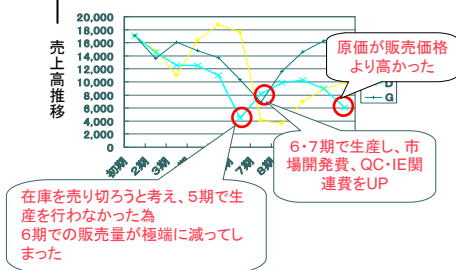 売上高推移
20,000
18,000
16,000
14,000
12,000
10,000
8,000
6,000
4,000
2,000
0
初期
2期
3期
6期
7期
8期
G
原価が販売価格
より高かった
6・7期で生産し、市
場開発費、QC・IE関
連費をUP
在庫を売り切ろうと考え、5期で生
産を行わなかった為
6期での販売量が極端に減ってし
まった